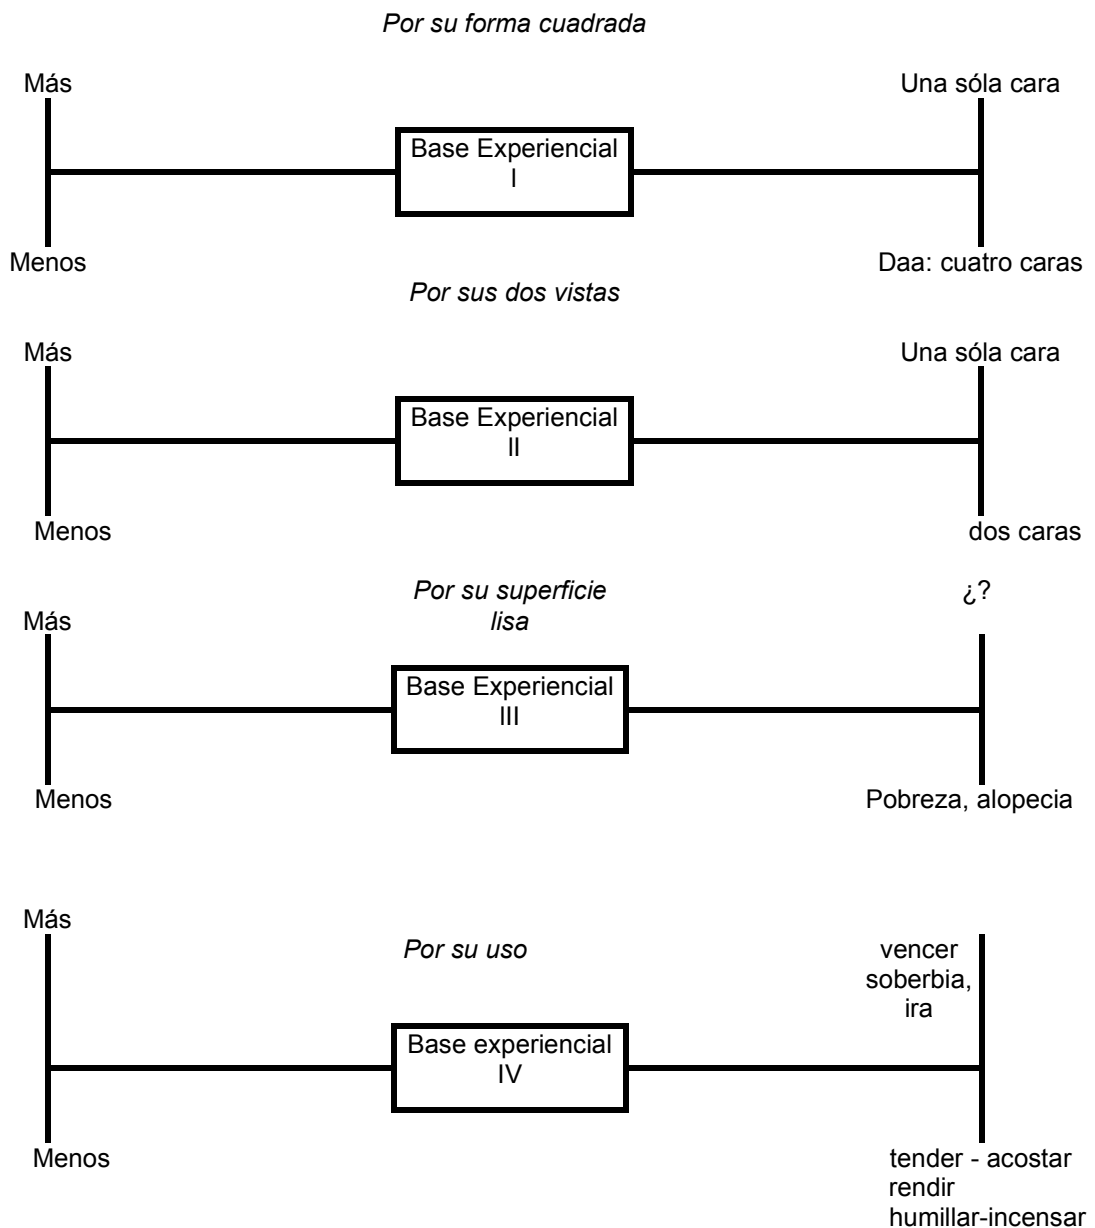 Por su forma cuadrada
Más
Una sóla cara
Base Experiencial
I
Menos
Daa: cuatro caras
Por sus dos vistas
Más
Una sóla cara
Base Experiencial
II
Menos
dos caras
Por su superficie
lisa
¿?
Más
Base Experiencial
III
Menos
Pobreza, alopecia
Más
Por su uso
vencer
soberbia,
ira
Base experiencial
IV
Menos
tender - acostar
rendir
humillar-incensar